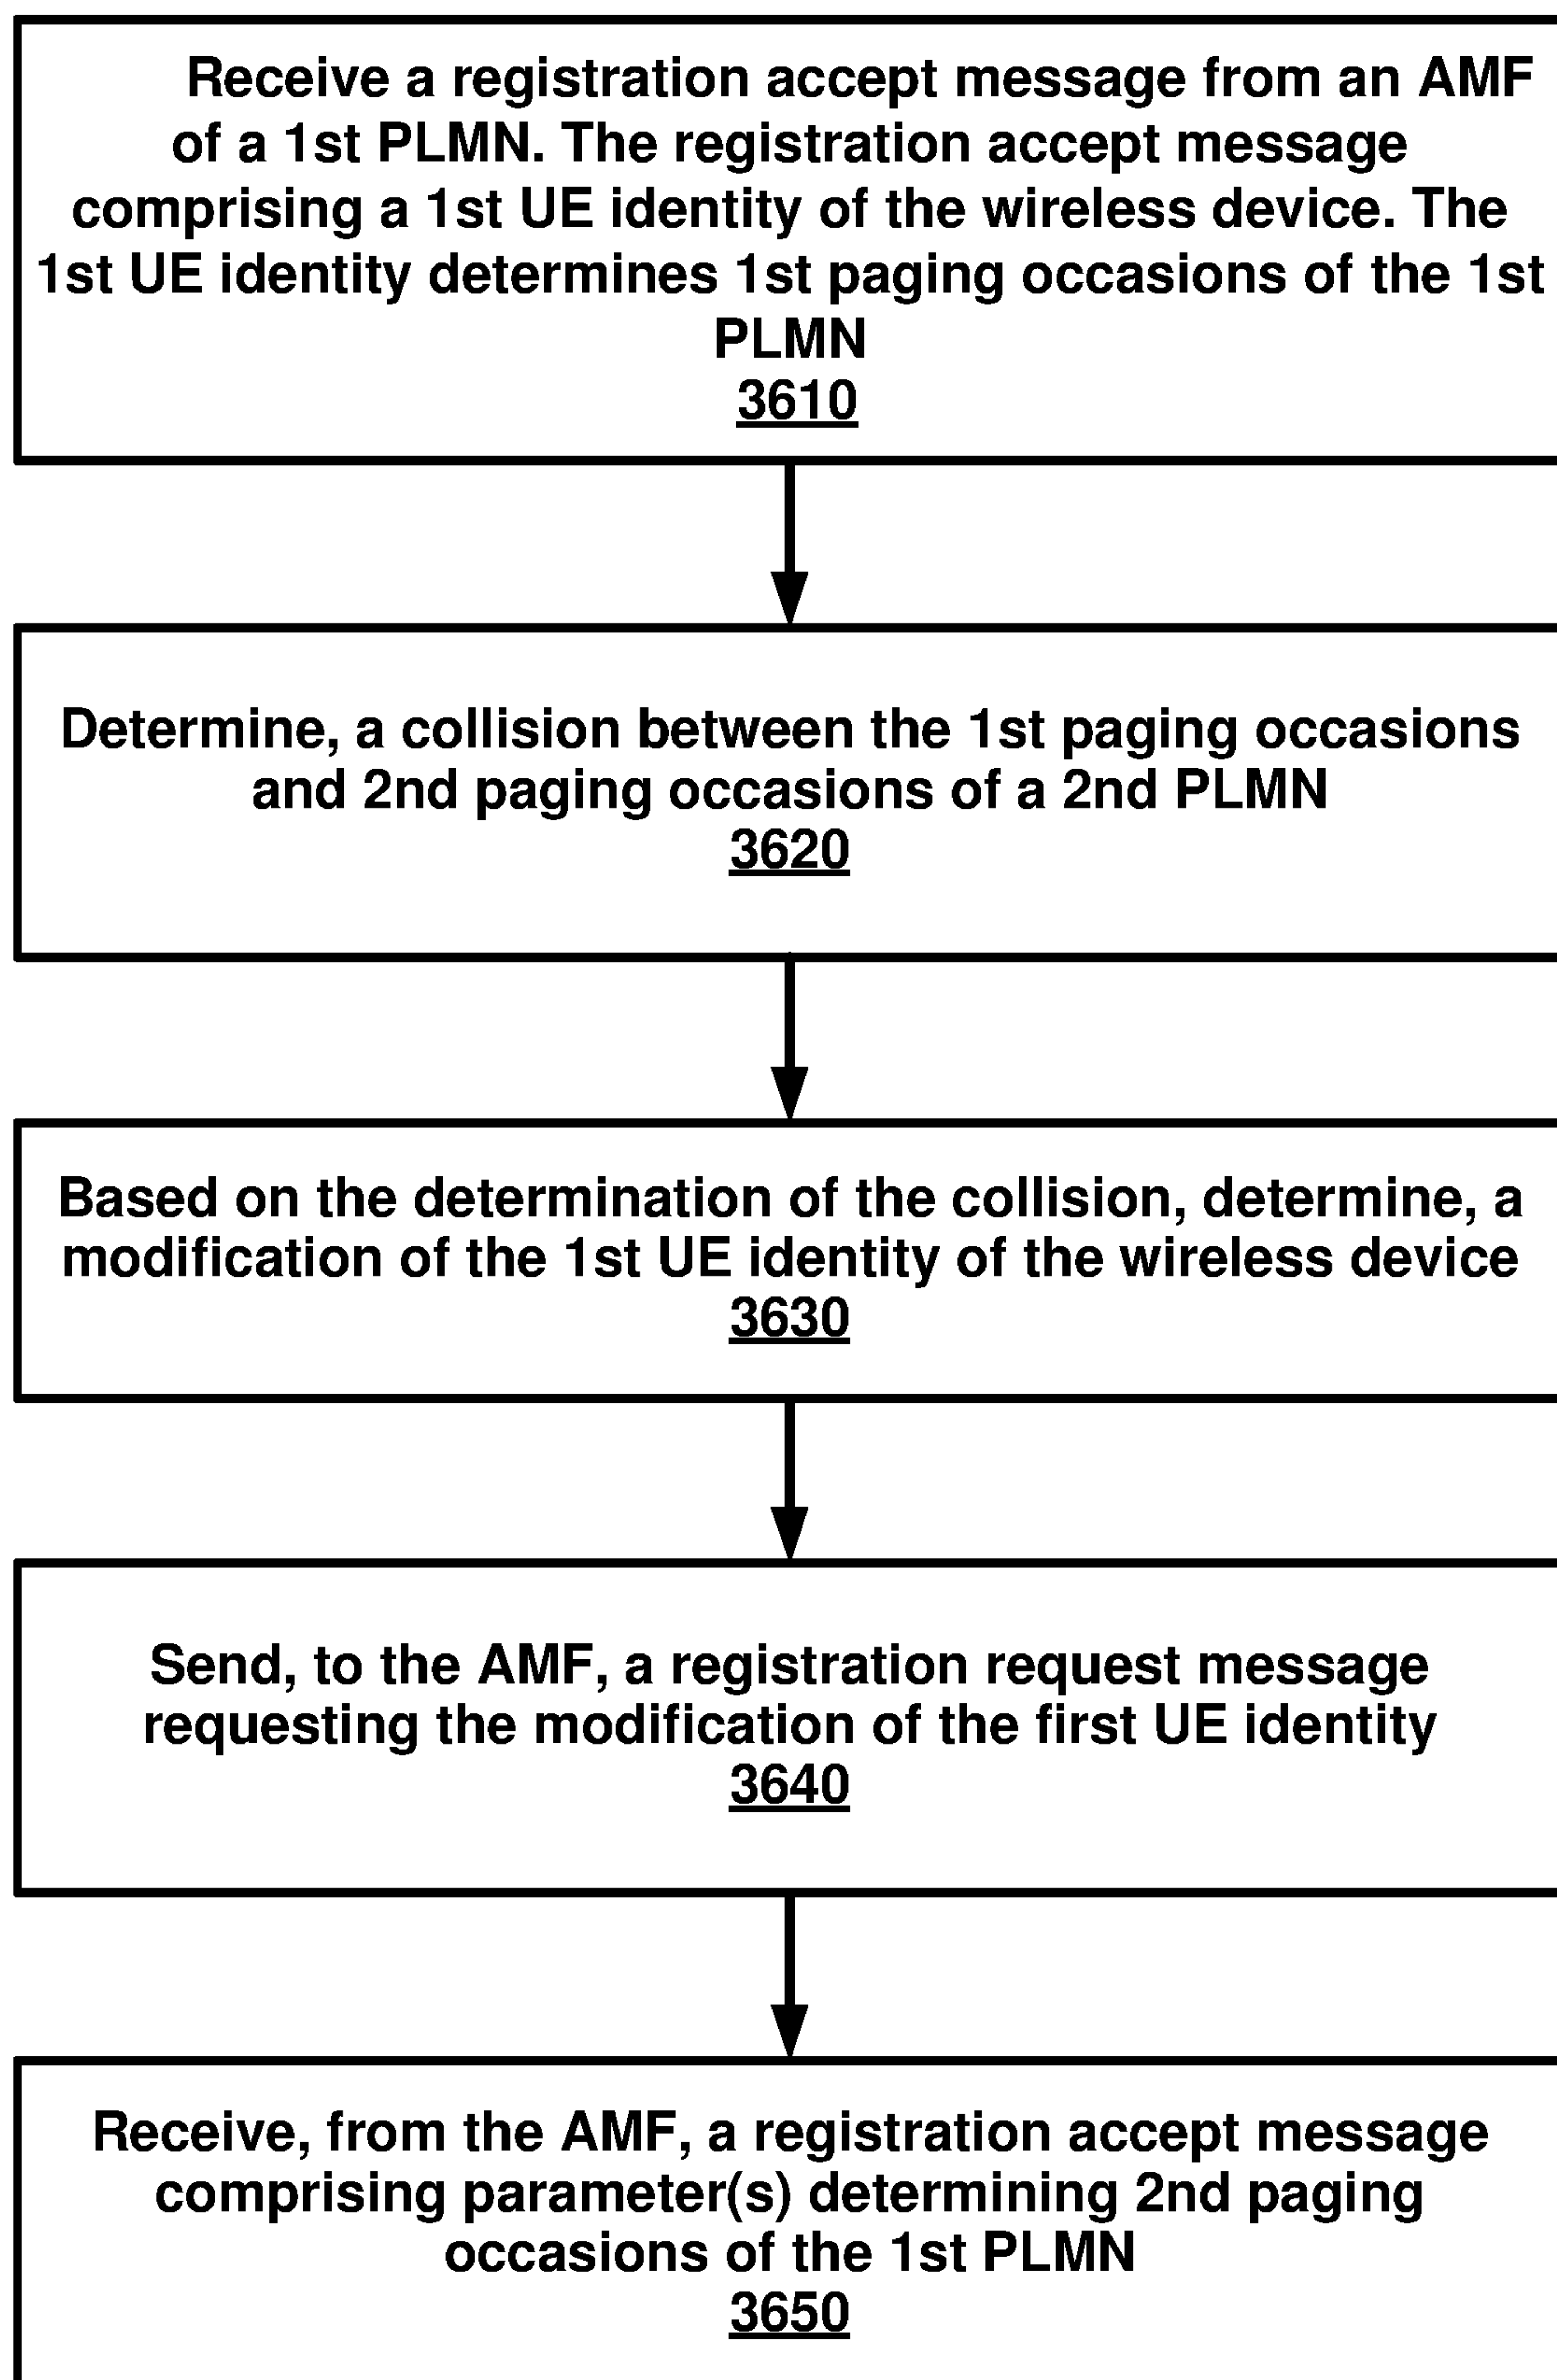 Receive a registration accept message from an AMF
of a 1st PLMN. The registration accept message
comprising a 1st UE identity of the wireless device. The
1st UE identity determines 1st paging occasions of the 1st
PLMN
3610
Determine, a collision between the 1st paging occasions
and 2nd paging occasions of a 2nd PLMN
3620
Based on the determination of the collision, determine, a
modification of the 1st UE identity of the wireless device
3630
Send, to the AMF, a registration request message
requesting the modification of the first UE identity
3640
Receive, from the AMF, a registration accept message
comprising parameter(s) determining 2nd paging
occasions of the 1st PLMN
3650